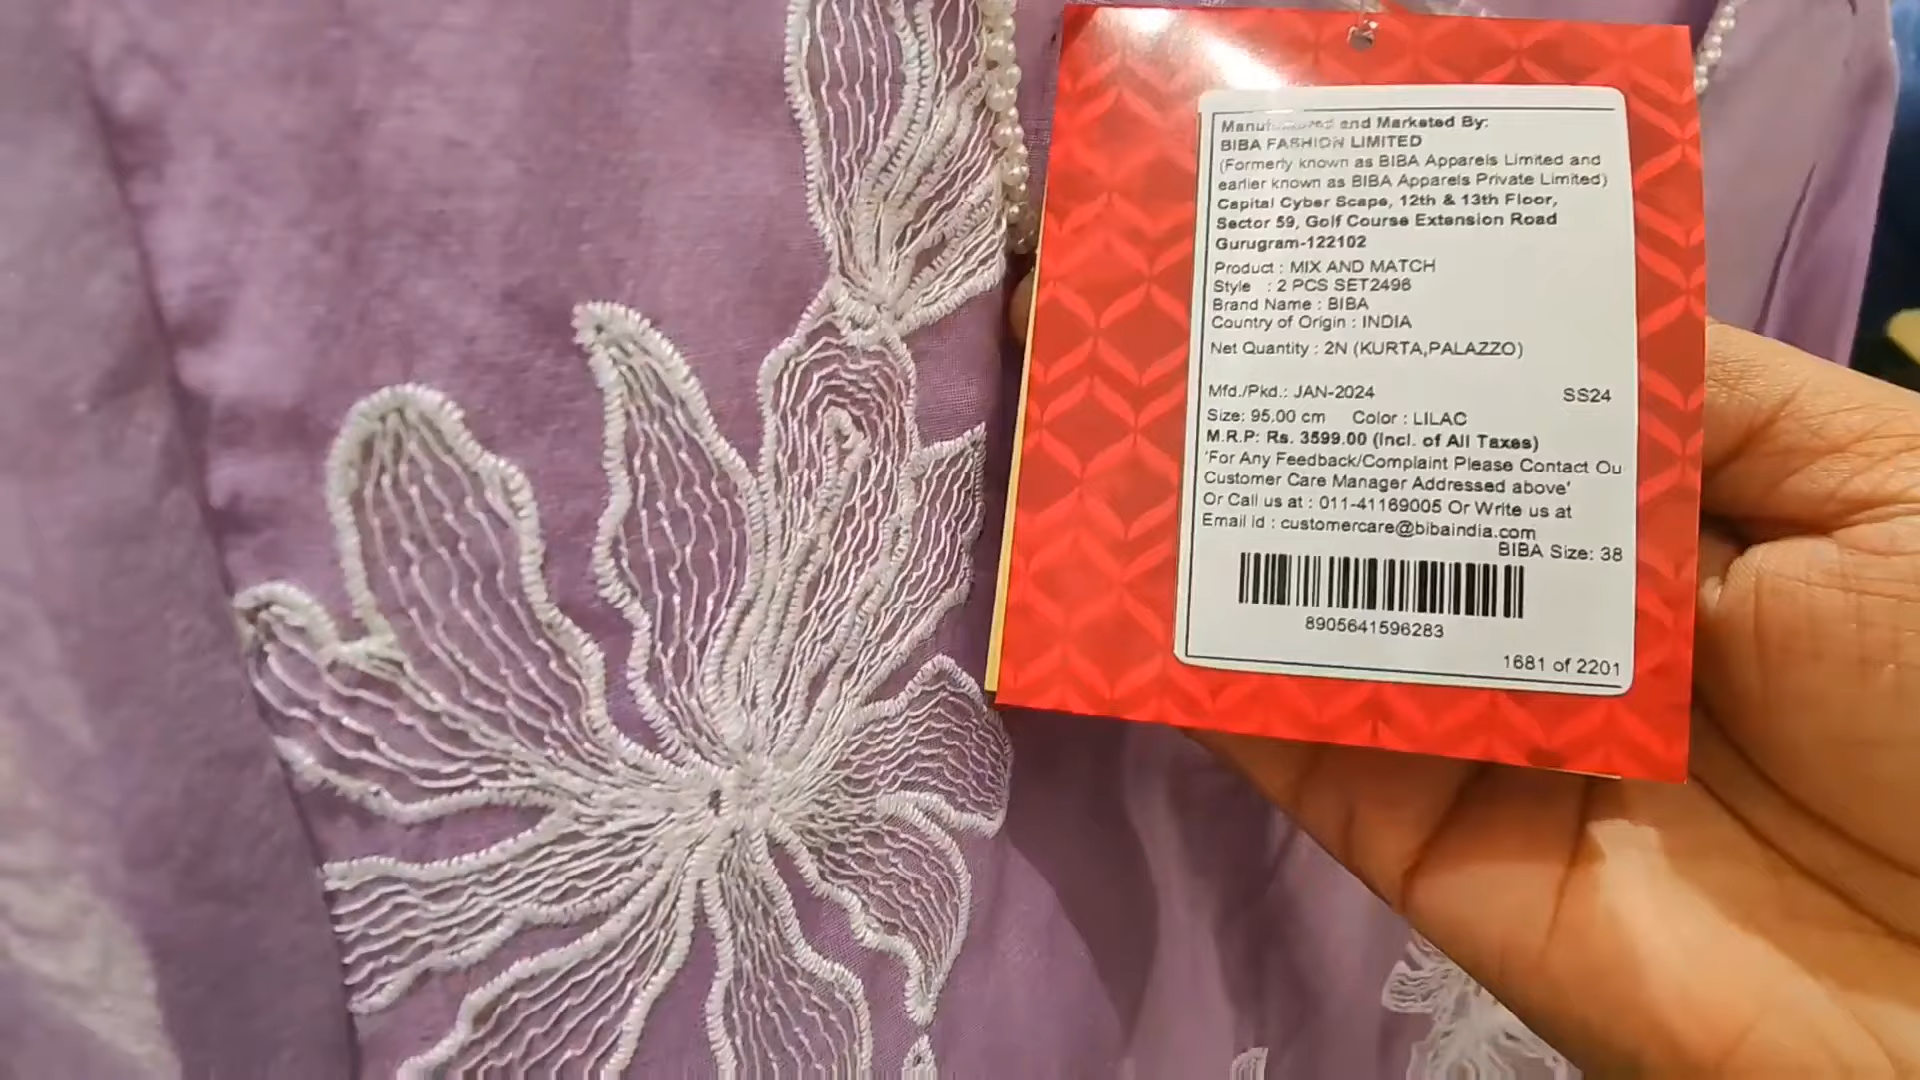 Manufactured and Marketed By:
BIBA FASHION LIMITED
(Formerly known as BIBA Apparels Limited and
earlier known as BIBA Apparels Private Limited)
Capital Cyber Scape, 12th & 13th Floor,
Sector 59, Golf Course Extension Road
Gurugram-122102
Product : MIX AND MATCH
Style : 2 PCS SET2496
Brand Name : BIBA
Country of Origin : INDIA
Net Quantity : 2N (KURTA,PALAZZO)
Mfd./Pkd.: JAN-2024 SS24
Size: 95.00 cm Color : LILAC
M.R.P: Rs. 3599.00 (Incl. of All Taxes)
'For Any Feedback/Complaint Please Contact Ou
Customer Care Manager Addressed above'
Or Call us at : 011-41169005 Or Write us at
Email id : customercare@bibaindia.com
BIBA Size: 38
8905641596283
1681 of 2201